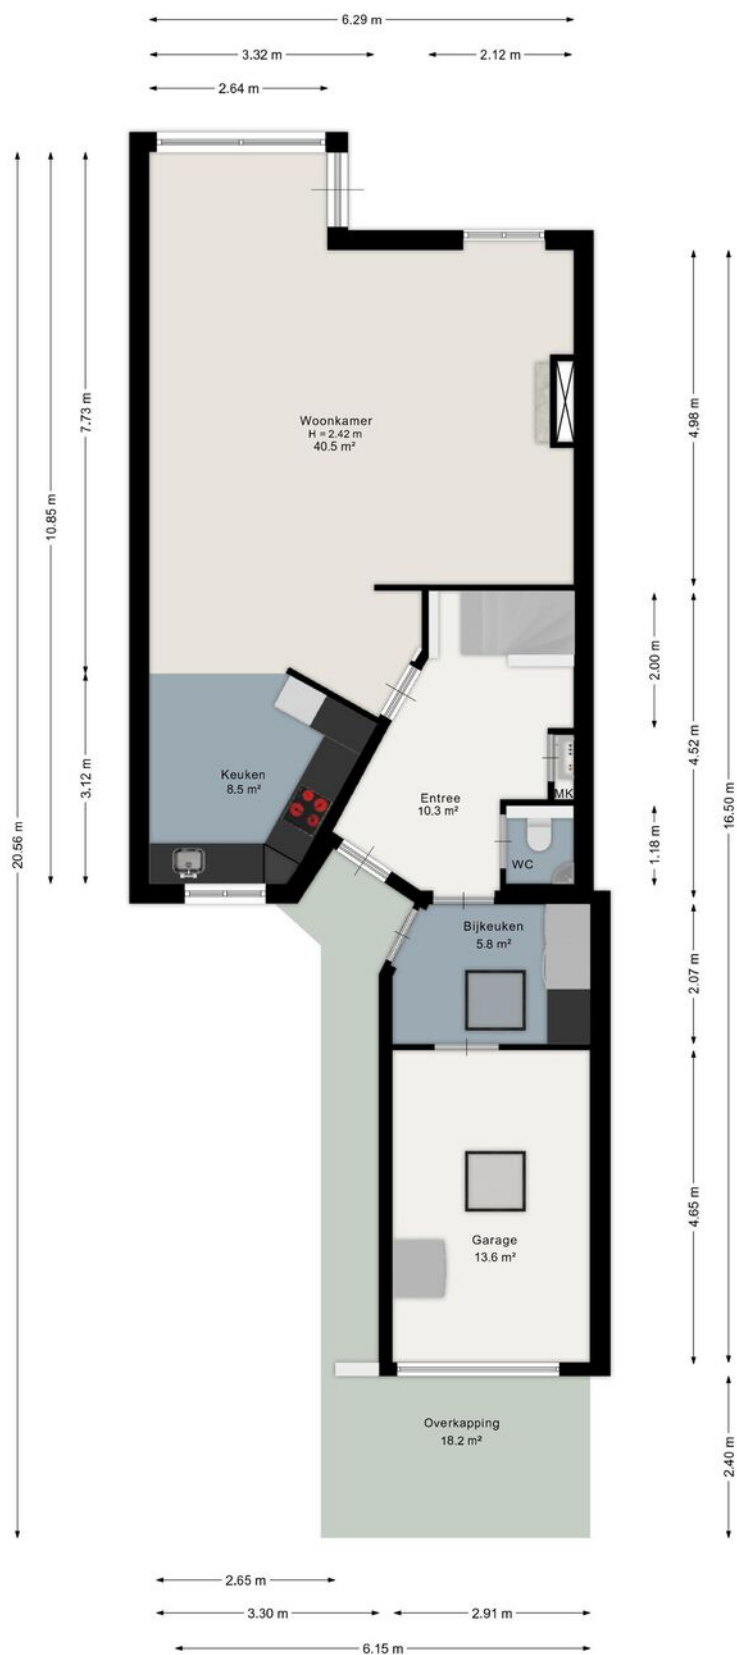 6.29 m
3.32 m
2.12 m
2.64 m
Woonkamer
H = 2.42 m
40.5 m²
7.73 m
10.85 m
4.98 m
20.56 m
16.50 m
2.00 m
4.52 m
Keuken
8.5 m²
3.12 m
Entree
10.3 m²
MK
1.18 m
WC
Bijkeuken
5.8 m²
2.07 m
4.65 m
Garage
13.6 m²
Overkapping
18.2 m²
2.40 m
2.65 m
3.30 m
2.91 m
6.15 m